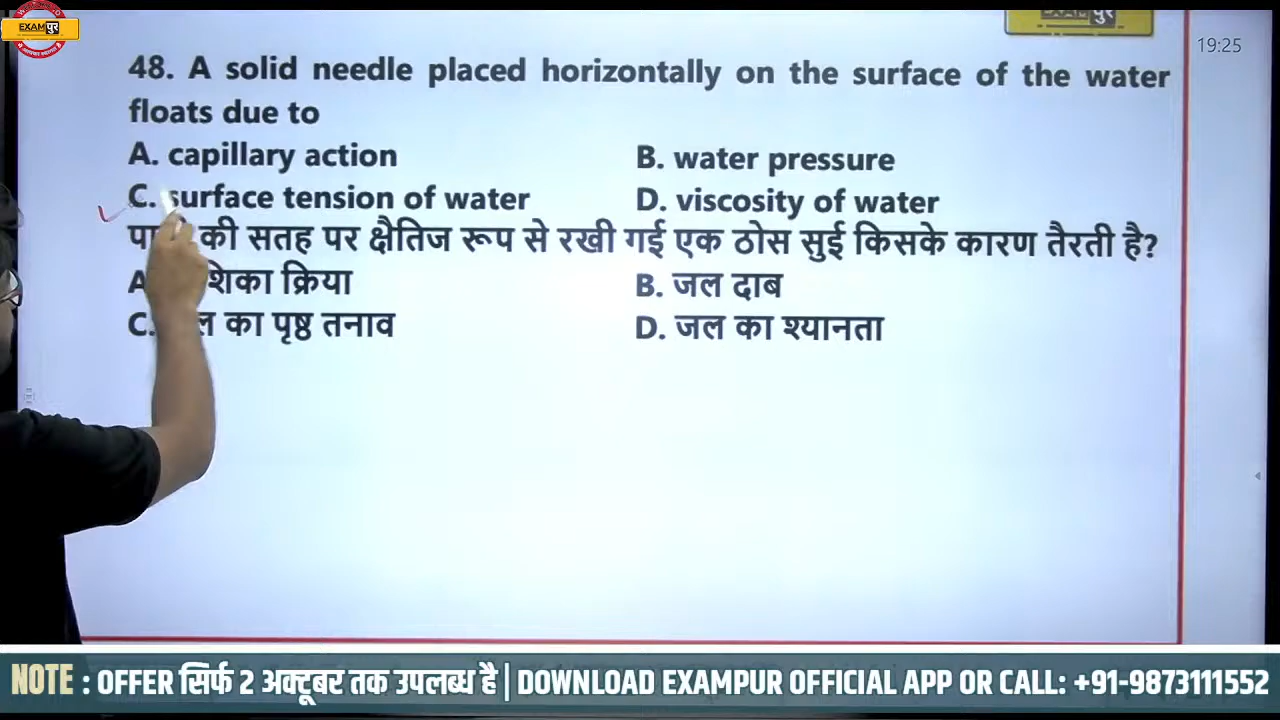 EXAMपुर
EXAMपुर
19:25
48. A solid needle placed horizontally on the surface of the water
floats due to
A. capillary action
B. water pressure
C. surface tension of water
D. viscosity of water
की सतह पर क्षैतिज रूप से रखी गई एक ठोस सुई किसके कारण तैरती है?
क्रिया
B. जल दाब
C. का पृष्ठ तनाव
D. जल का श्यानता
NOTE : OFFER सिर्फ 2 अक्टूबर तक उपलब्ध है | DOWNLOAD EXAMPUR OFFICIAL APP OR CALL: +91-9873111552